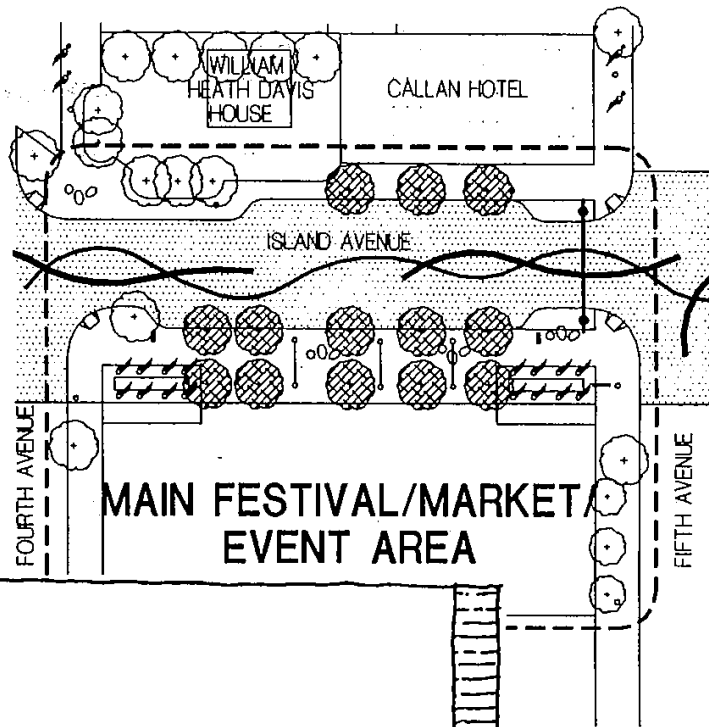 WILLIAM
HEATH DAVIS
HOUSE
CALLAN HOTEL
ISLAND AVENUE
FOURTH AVENUE
FIFTH AVENUE
MAIN FESTIVAL/MARKET/
EVENT AREA